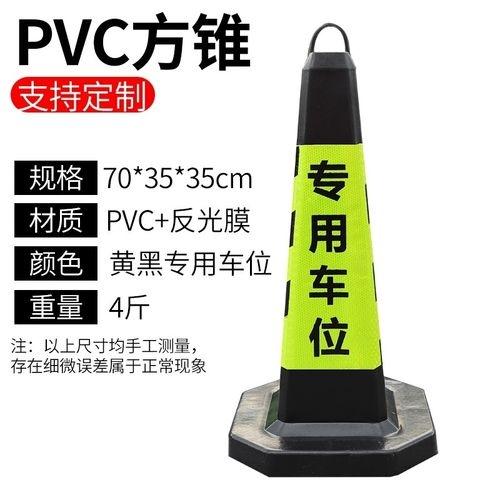 PVC方锥
支持定制
规格 70*35*35cm
材质 PVC+反光膜
颜色 黄黑专用车位
重量 4斤
注：以上尺寸均手工测量，
存在细微误差属于正常现象
专用车位